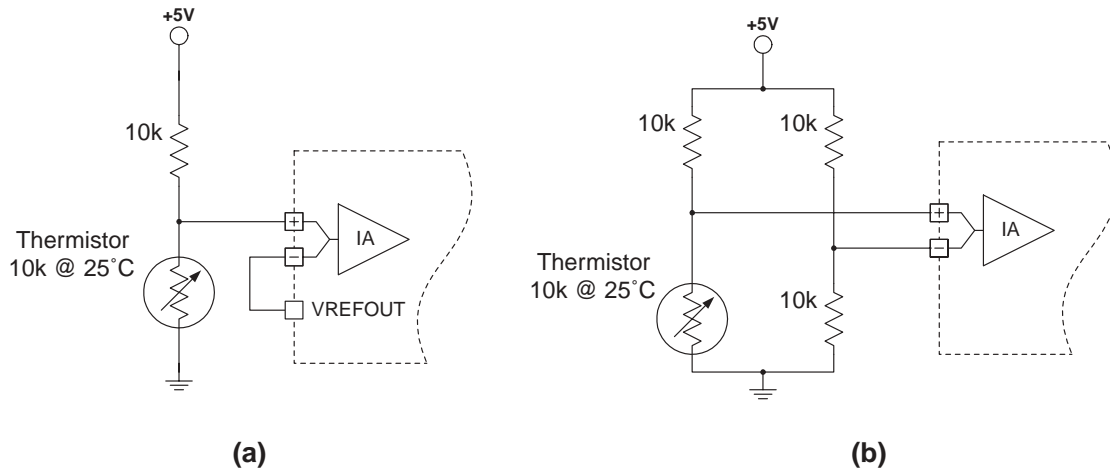 +5V
10k
Thermistor
10k @ 25˚C
+
−
IA
VREFOUT
(a)
+5V
10k
10k
Thermistor
10k @ 25˚C
10k
+
−
IA
(b)